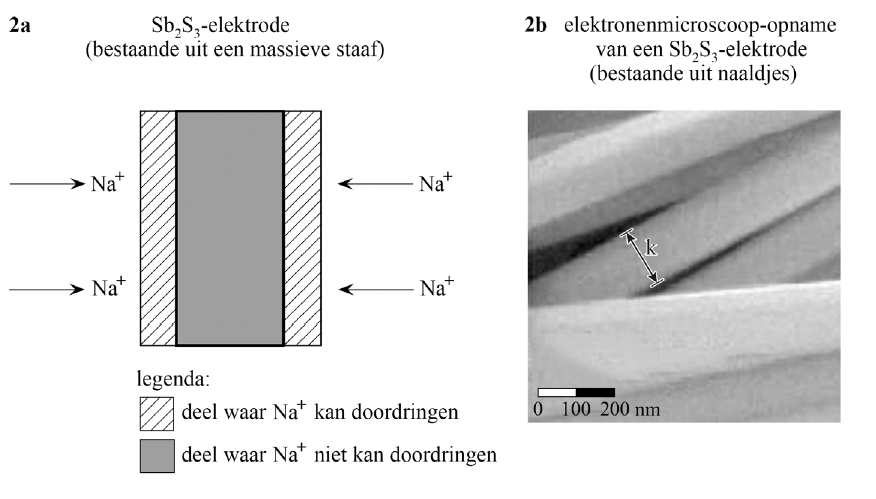 2a Sb₂S₃-elektrode
(bestaande uit een massieve staaf)
Na⁺
Na⁺
Na⁺
Na⁺
legenda:
deel waar Na⁺ kan doordringen
deel waar Na⁺ niet kan doordringen
2b elektronenmicroscoop-opname
van een Sb₂S₃-elektrode
(bestaande uit naaldjes)
k
0 100 200 nm